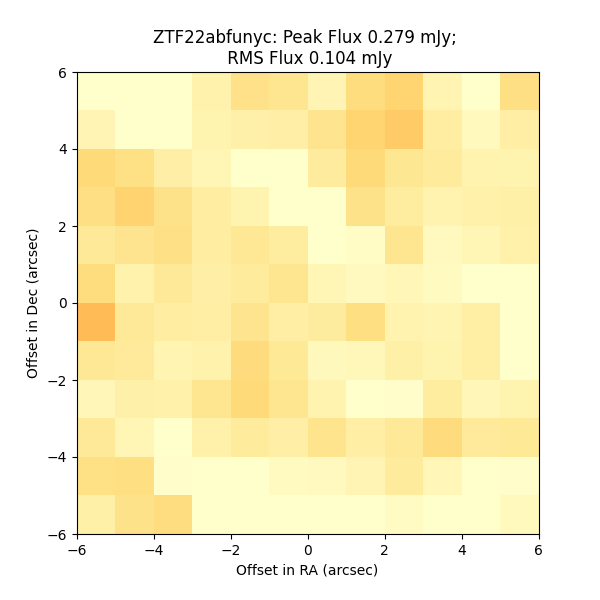 ZTF22abfunyc: Peak Flux 0.279 mJy;
RMS Flux 0.104 mJy
6
4
2
0
−2
−4
−6
Offset in Dec (arcsec)
−6 −4 −2 0 2 4 6
Offset in RA (arcsec)